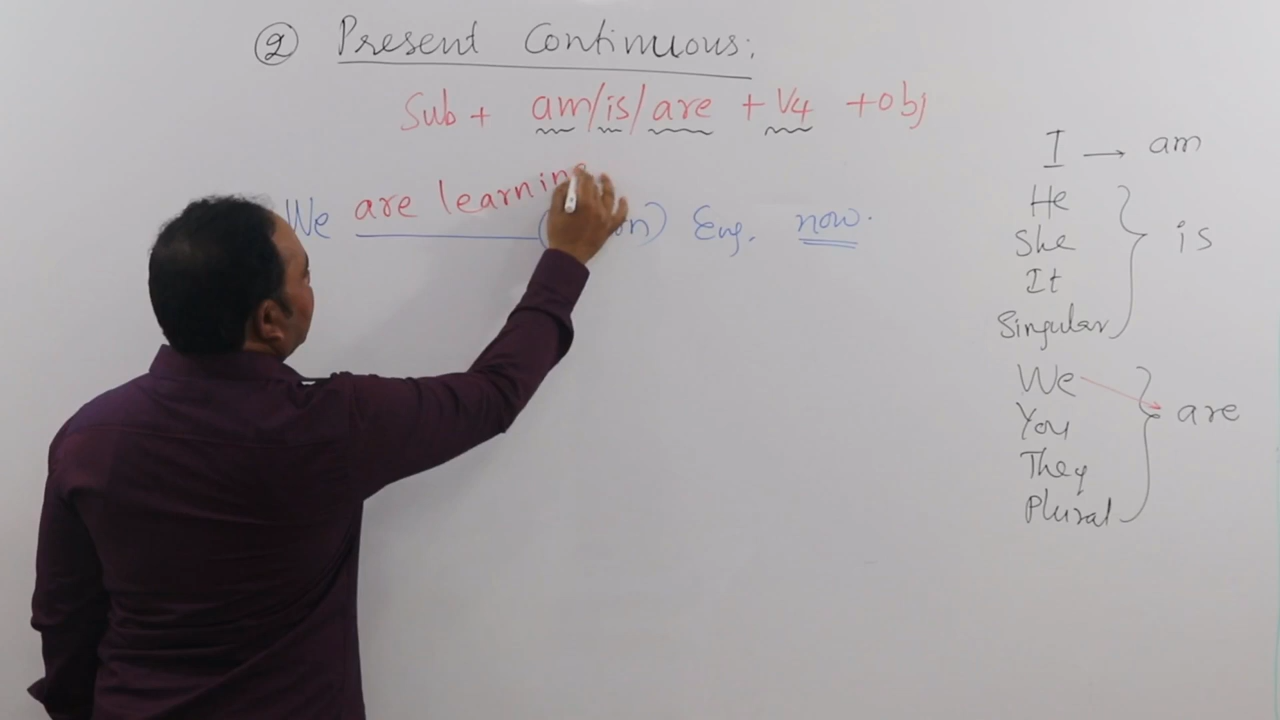 ② Present Continuous:
Sub + am/is/are + V4 + obj
are learnin
We ________ ( n) Eng. now.
I → am
He
She
It
Singular
is
We
You
They
Plural
are